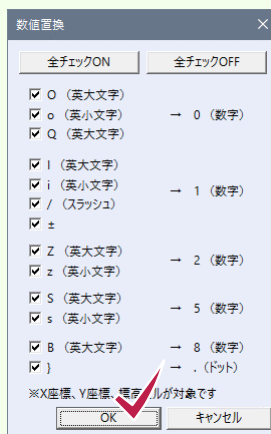 数値置換
全チェックON 全チェックOFF
O （英大文字）
o （英小文字） → 0 （数字）
Q （英大文字）
I （英大文字）
i （英小文字） → 1 （数字）
/ （スラッシュ）
±
Z （英大文字） → 2 （数字）
z （英小文字）
S （英大文字） → 5 （数字）
s （英小文字）
B （英大文字） → 8 （数字）
} → . （ドット）
※X座標、Y座標、標高セルが対象です
OK キャンセル